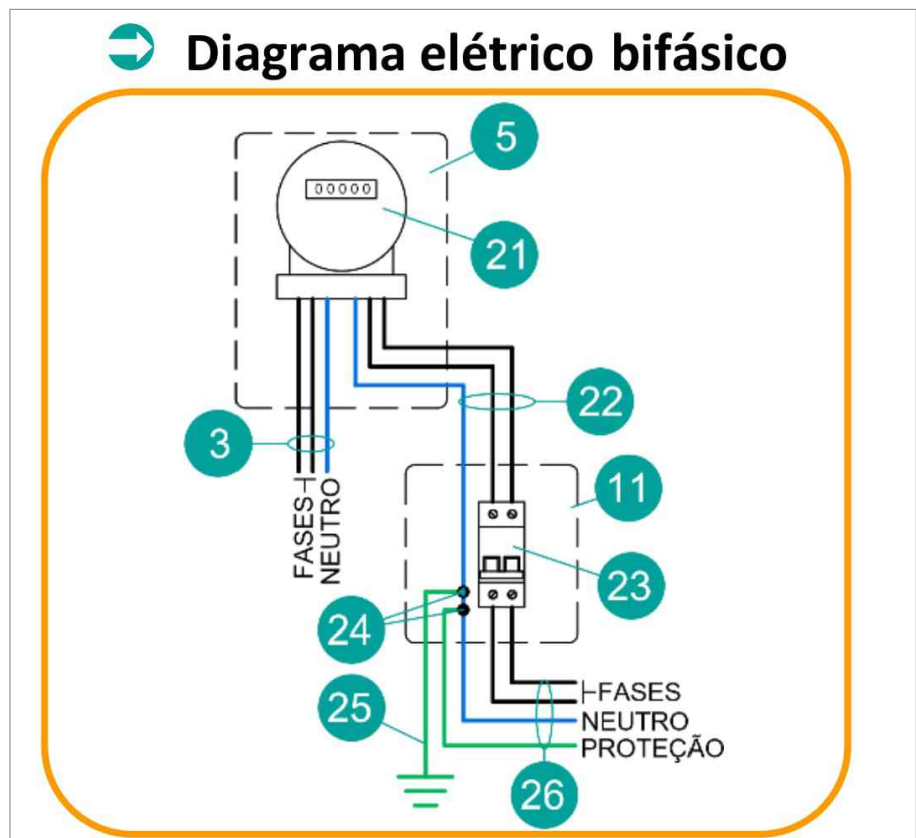 Diagrama elétrico bifásico
5
00000
21
22
3
11
FASES
NEUTRO
23
24
FASES
25
NEUTRO
PROTEÇÃO
26